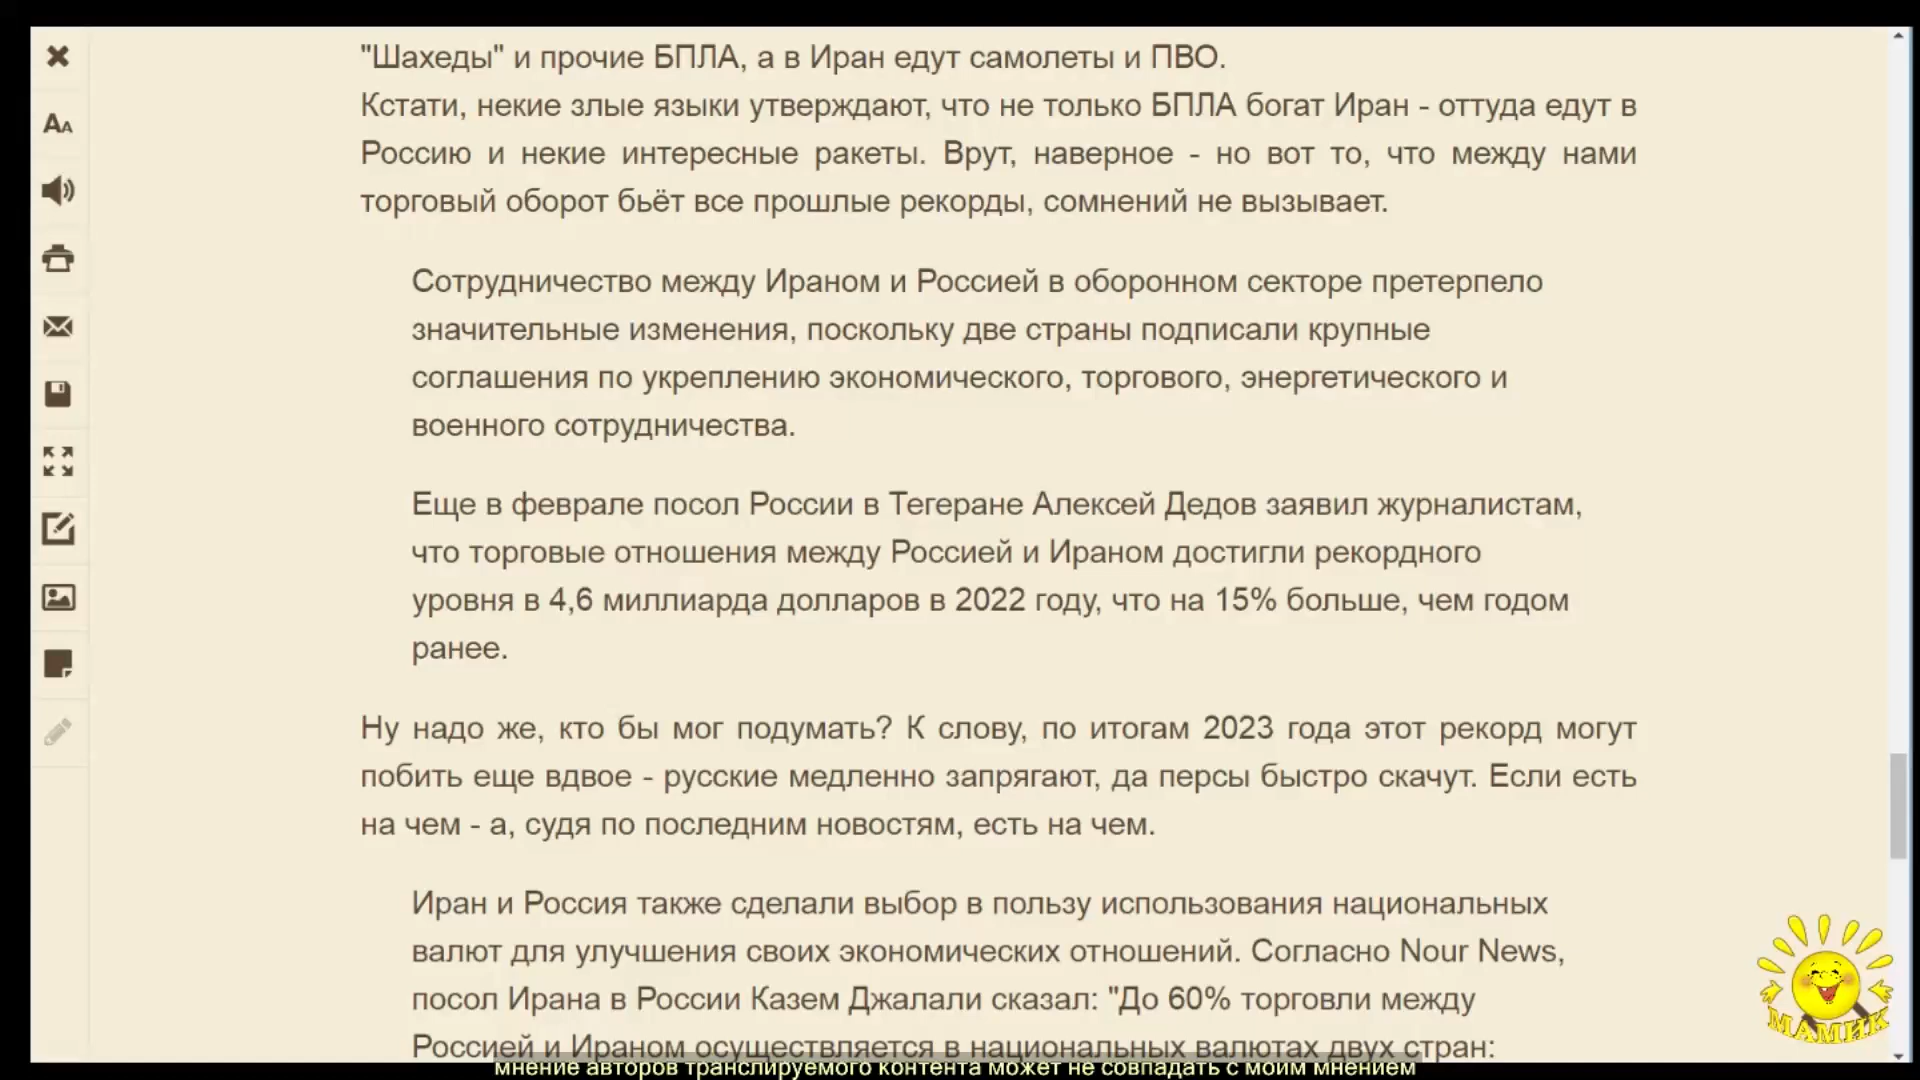 "Шахеды" и прочие БПЛА, а в Иран едут самолеты и ПВО.
Кстати, некие злые языки утверждают, что не только БПЛА богат Иран - оттуда едут в
Россию и некие интересные ракеты. Врут, наверное - но вот то, что между нами
торговый оборот бьёт все прошлые рекорды, сомнений не вызывает.
Сотрудничество между Ираном и Россией в оборонном секторе претерпело
значительные изменения, поскольку две страны подписали крупные
соглашения по укреплению экономического, торгового, энергетического и
военного сотрудничества.
Еще в феврале посол России в Тегеране Алексей Дедов заявил журналистам,
что торговые отношения между Россией и Ираном достигли рекордного
уровня в 4,6 миллиарда долларов в 2022 году, что на 15% больше, чем годом
ранее.
Ну надо же, кто бы мог подумать? К слову, по итогам 2023 года этот рекорд могут
побить еще вдвое - русские медленно запрягают, да персы быстро скачут. Если есть
на чем - а, судя по последним новостям, есть на чем.
Иран и Россия также сделали выбор в пользу использования национальных
валют для улучшения своих экономических отношений. Согласно Nour News,
посол Ирана в России Казем Джалали сказал: "До 60% торговли между
Россией и Ираном осуществляется в национальных валютах двух стран:
мнение авторов транслируемого контента может не совпадать с моим мнением
МАМИК